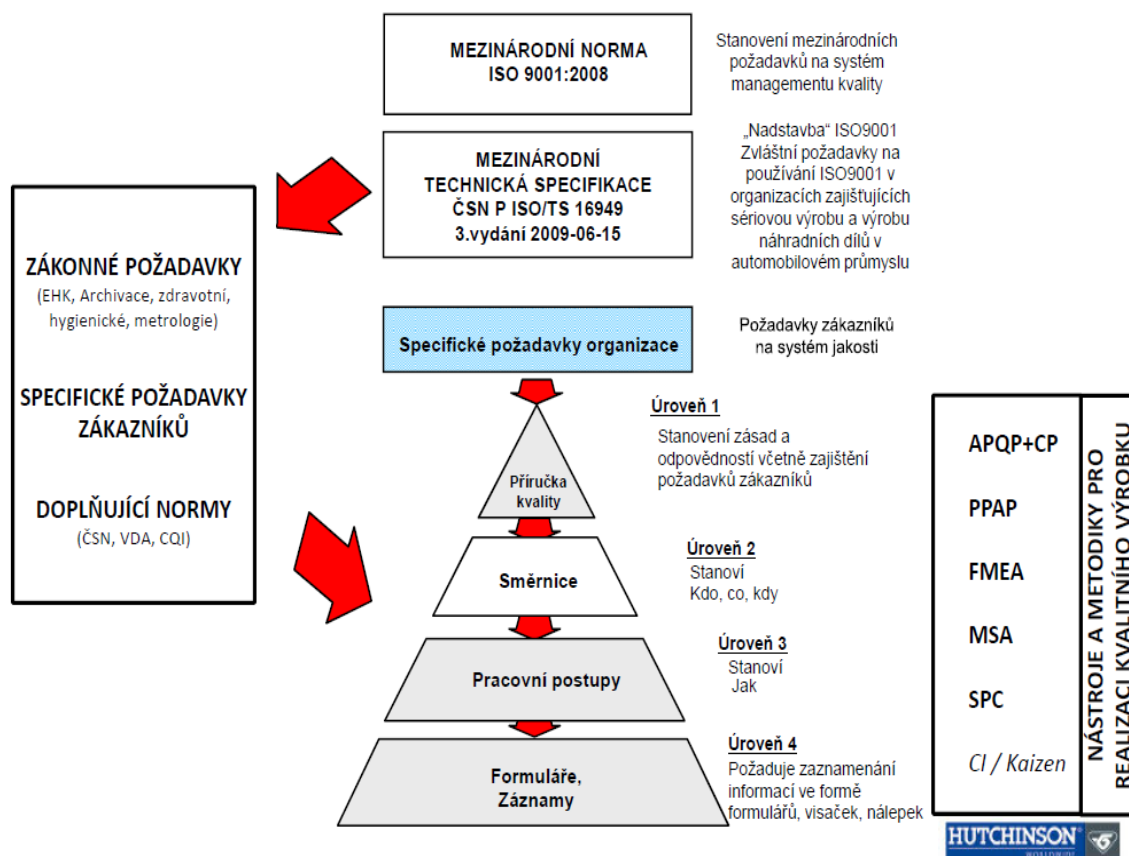 MEZINÁRODNÍ NORMA
ISO 9001:2008
Stanovení mezinárodních
požadavků na systém
managementu kvality
MEZINÁRODNÍ
TECHNICKÁ SPECIFIKACE
ČSN P ISO/TS 16949
3.vydání 2009-06-15
„Nadstavba“ ISO9001
Zvláštní požadavky na
používání ISO9001 v
organizacích zajišťujících
sériovou výrobu a výrobu
náhradních dílů v
automobilovém průmyslu
ZÁKONNÉ POŽADAVKY
(EHK, Archivace, zdravotní,
hygienické, metrologie)
SPECIFICKÉ POŽADAVKY
ZÁKAZNÍKŮ
DOPLŇUJÍCÍ NORMY
(ČSN, VDA, CQI)
Specifické požadavky organizace
Požadavky zákazníků
na systém jakosti
Příručka
kvality
Úroveň 1
Stanovení zásad a
odpovědností včetně zajištění
požadavků zákazníků
Směrnice
Úroveň 2
Stanoví
Kdo, co, kdy
Pracovní postupy
Úroveň 3
Stanoví
Jak
Formuláře,
Záznamy
Úroveň 4
Požaduje zaznamenání
informací ve formě
formulářů, visaček, nálepek
APQP+CP
PPAP
FMEA
MSA
SPC
CI / Kaizen
NÁSTROJE A METODIKY PRO
REALIZACI KVALITNÍHO VÝROBKU
HUTCHINSON®
WORLDWIDE